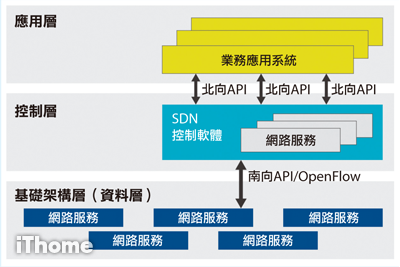 應用層
業務應用系統
北向API 北向API 北向API
控制層
SDN
控制軟體
網路服務
南向API/OpenFlow
基礎架構層（資料層）
網路服務 網路服務 網路服務
網路服務 網路服務
iThome